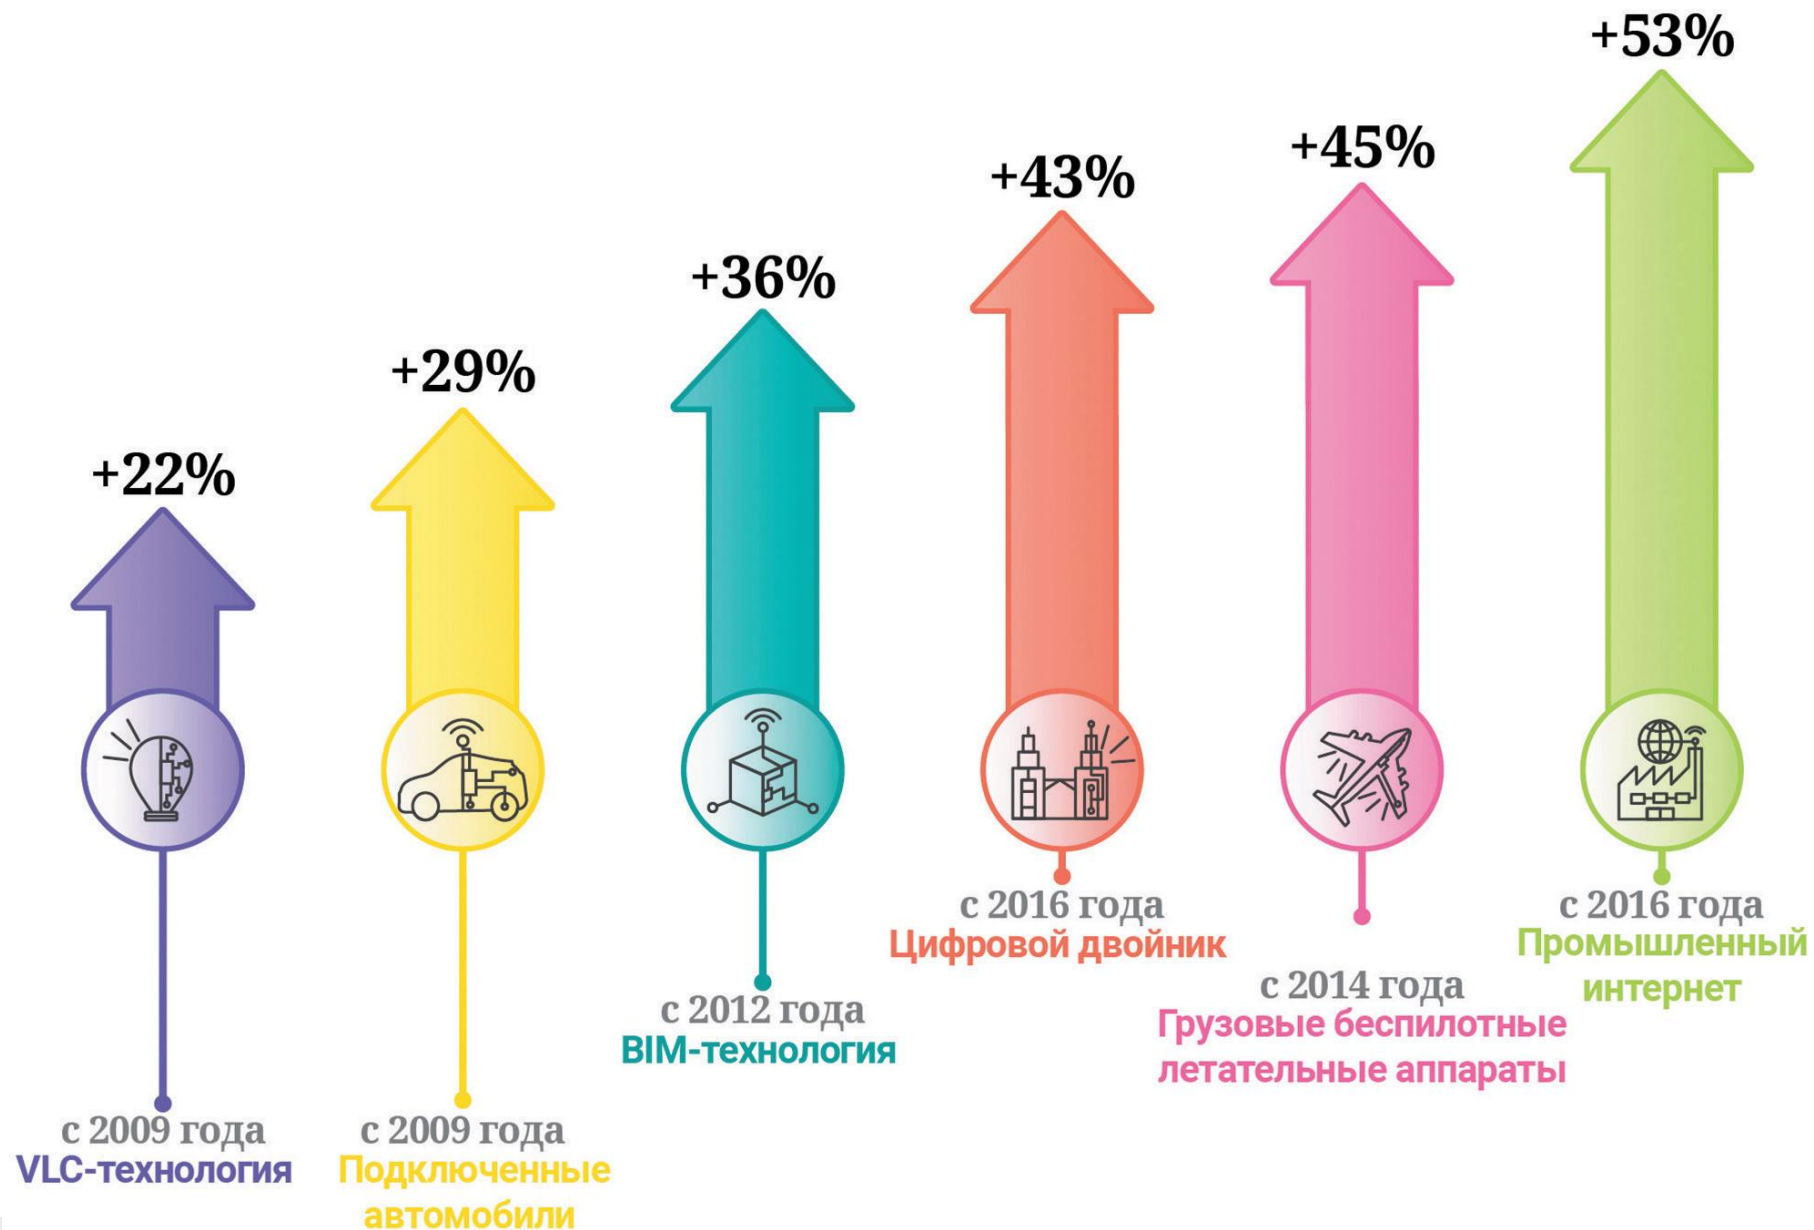 +22%
с 2009 года
VLC-технология
+29%
с 2009 года
Подключенные
автомобили
+36%
с 2012 года
BIM-технология
+43%
с 2016 года
Цифровой двойник
+45%
с 2014 года
Грузовые беспилотные
летательные аппараты
+53%
с 2016 года
Промышленный
интернет